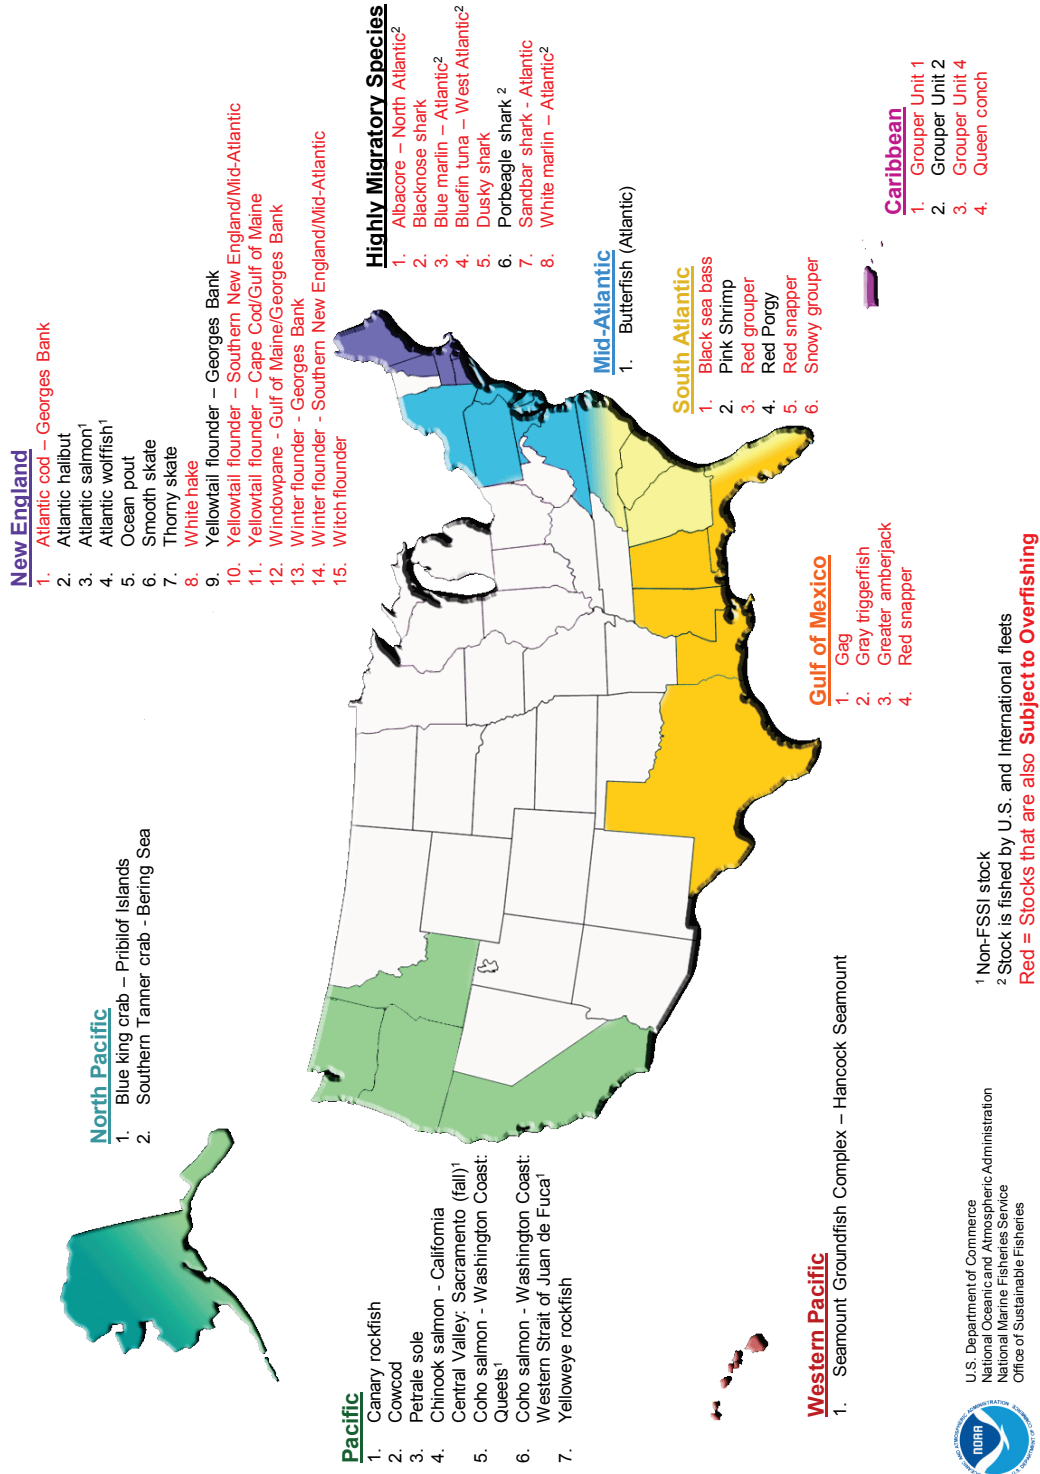 North Pacific
1. Blue king crab – Pribilof Islands
2. Southern Tanner crab - Bering Sea
New England
1. Atlantic cod – Georges Bank
2. Atlantic halibut
3. Atlantic salmon¹
4. Atlantic wolffish¹
5. Ocean pout
6. Smooth skate
7. Thorny skate
8. White hake
9. Yellowtail flounder – Georges Bank
10. Yellowtail flounder – Southern New England/Mid-Atlantic
11. Yellowtail flounder – Cape Cod/Gulf of Maine
12. Windowpane - Gulf of Maine/Georges Bank
13. Winter flounder - Georges Bank
14. Winter flounder - Southern New England/Mid-Atlantic
15. Witch flounder
Highly Migratory Species
1. Albacore – North Atlantic²
2. Blacknose shark
3. Blue marlin – Atlantic²
4. Bluefin tuna – West Atlantic²
5. Dusky shark
6. Porbeagle shark ²
7. Sandbar shark - Atlantic
8. White marlin – Atlantic²
Pacific
1. Canary rockfish
2. Cowcod
3. Petrale sole
4. Chinook salmon - California
Central Valley: Sacramento (fall)¹
5. Coho salmon - Washington Coast:
Queets¹
6. Coho salmon - Washington Coast:
Western Strait of Juan de Fuca¹
7. Yelloweye rockfish
Mid-Atlantic
1. Butterfish (Atlantic)
South Atlantic
1. Black sea bass
2. Pink Shrimp
3. Red grouper
4. Red Porgy
5. Red snapper
6. Snowy grouper
Western Pacific
1. Seamount Groundfish Complex – Hancock Seamount
Gulf of Mexico
1. Gag
2. Gray triggerfish
3. Greater amberjack
4. Red snapper
Caribbean
1. Grouper Unit 1
2. Grouper Unit 2
3. Grouper Unit 4
4. Queen conch
NOAA
NATIONAL OCEANIC AND ATMOSPHERIC ADMINISTRATION
U.S. DEPARTMENT OF COMMERCE
U.S. Department of Commerce
National Oceanic and Atmospheric Administration
National Marine Fisheries Service
Office of Sustainable Fisheries
¹ Non-FSSI stock
² Stock is fished by U.S. and International fleets
Red = Stocks that are also Subject to Overfishing